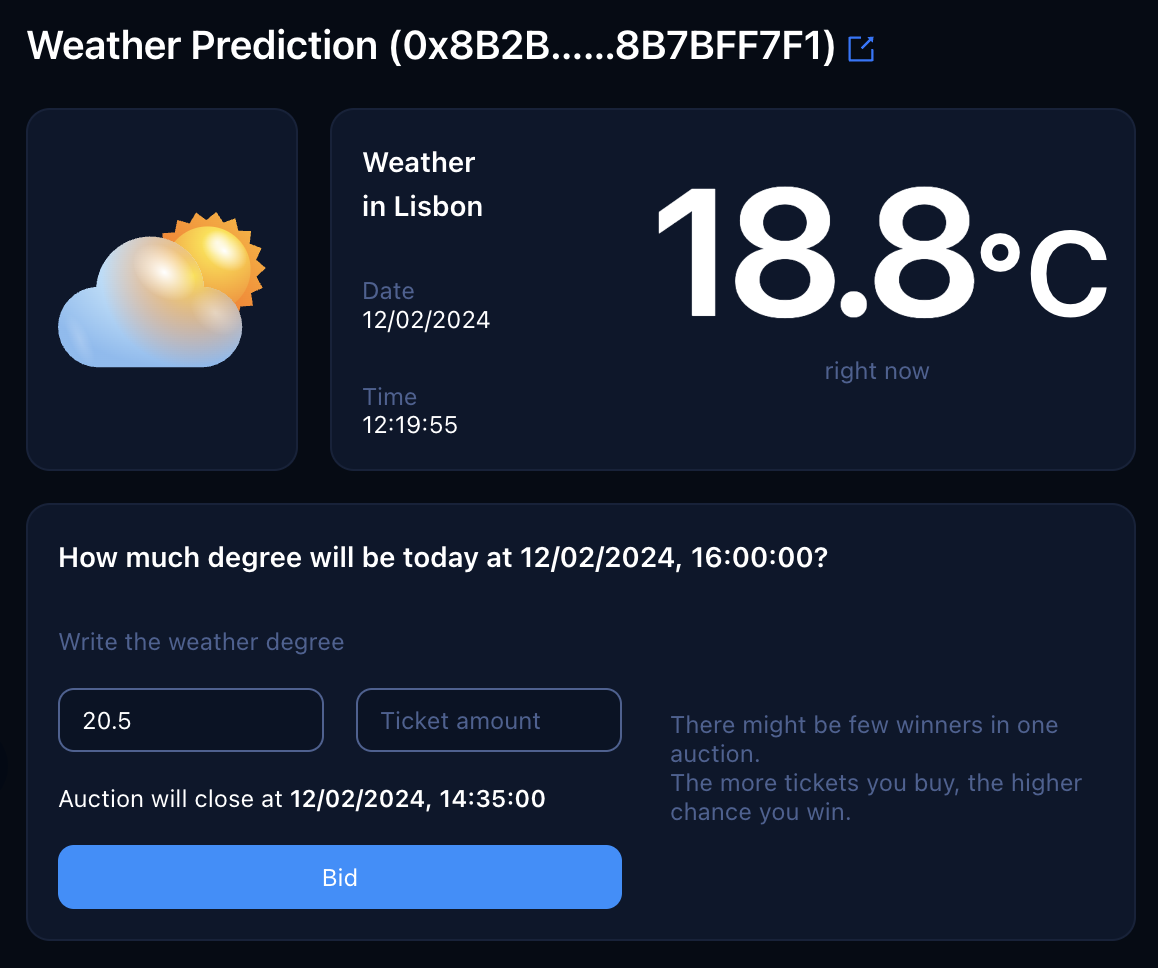 Weather Prediction (0x8B2B......8B7BFF7F1)
Weather
in Lisbon
Date
12/02/2024
Time
12:19:55
18.8°C
right now
How much degree will be today at 12/02/2024, 16:00:00?
Write the weather degree
20.5
Ticket amount
Auction will close at 12/02/2024, 14:35:00
Bid
There might be few winners in one
auction.
The more tickets you buy, the higher
chance you win.